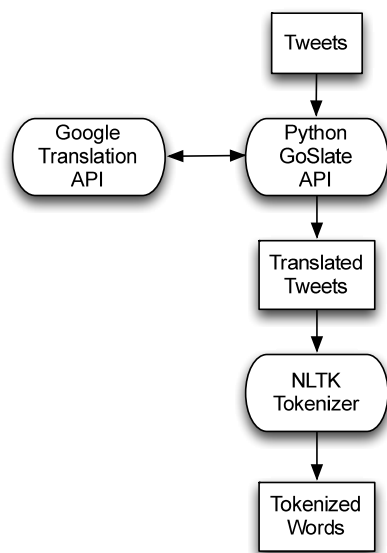 Tweets
Google
Translation
API
Python
GoSlate
API
Translated
Tweets
NLTK
Tokenizer
Tokenized
Words